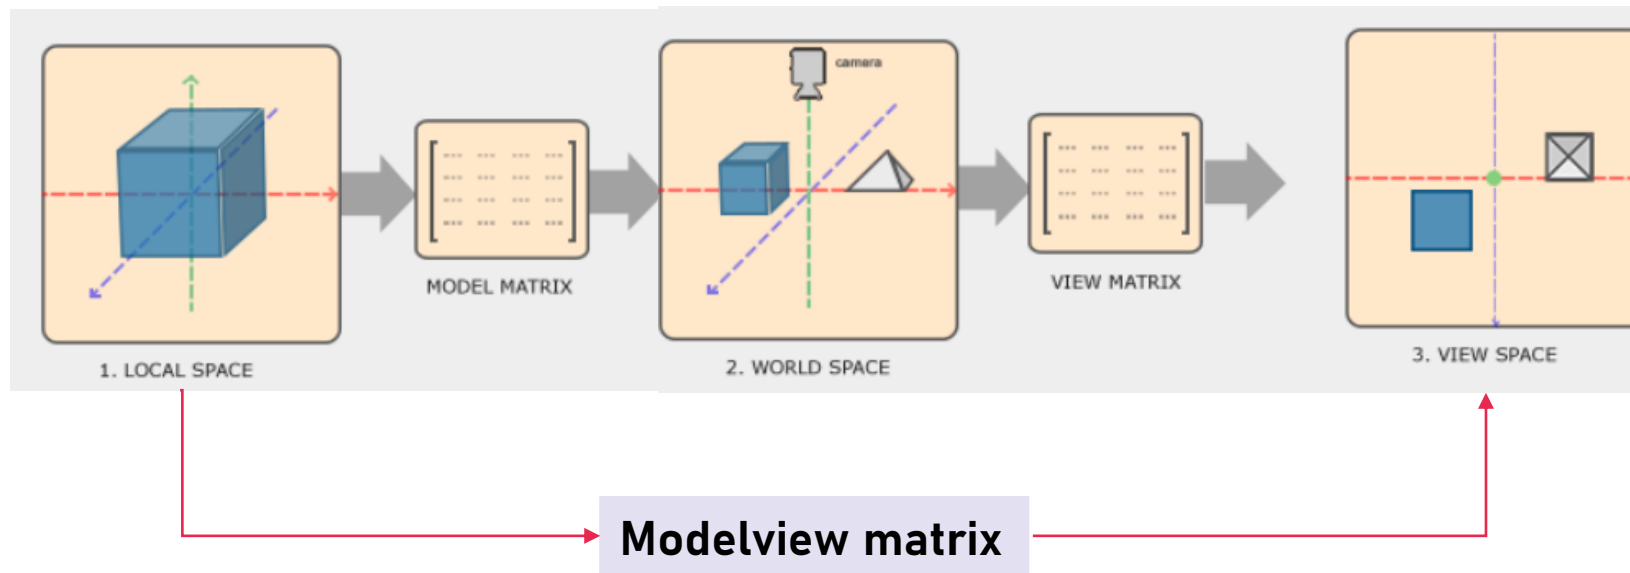 camera
MODEL MATRIX
VIEW MATRIX
1. LOCAL SPACE
2. WORLD SPACE
3. VIEW SPACE
Modelview matrix